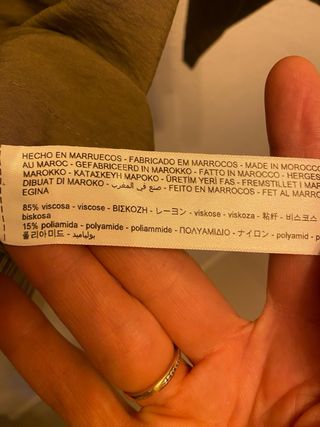 HECHO EN MARRUECOS - FABRICADO EM MARROCOS - MADE IN MOROCCO
AU MAROC - GEFABRICEERD IN MAROKKO - FATTO IN MAROCCO - HERGES
MAROKKO - ΚΑΤΑΣΚΕΥΗ ΜΑΡΟΚΟ - ÜRETİM YERİ FAS - FREMSTILLET I MAR
DIBUAT DI MAROKO - صنع في المغرب - FEITO EN MARROCOS - FET AL MARRO
EGINA
85% viscosa - viscose - ΒΙΣΚΟΖΗ - レーヨン - viskose - viskoza - 粘杆 - 비스코스
biskosa
15% poliamida - polyamide - poliammide - ΠΟΛΥΑΜΙΔΙΟ - ナイロン - polyamid - p
폴리아미드 - بولياميد